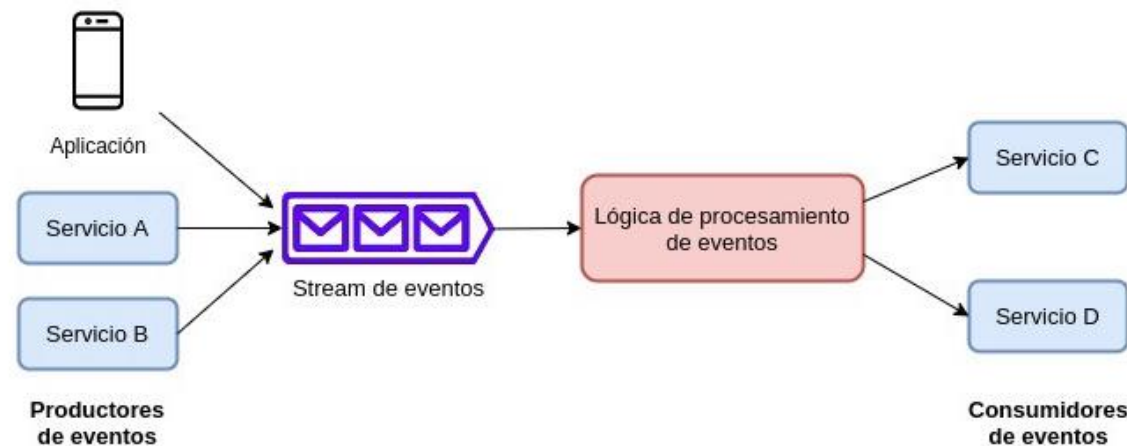 Aplicación
Servicio A
Servicio B
Productores
de eventos
Stream de eventos
Lógica de procesamiento
de eventos
Servicio C
Servicio D
Consumidores
de eventos